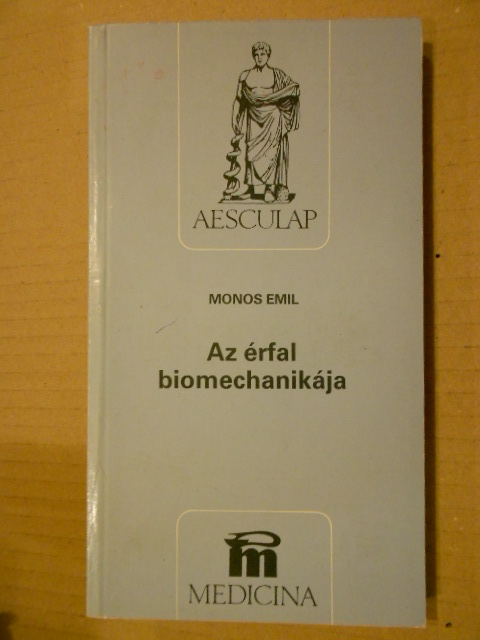 AESCULAP
MONOS EMIL
Az érfal
biomechanikája
m
MEDICINA